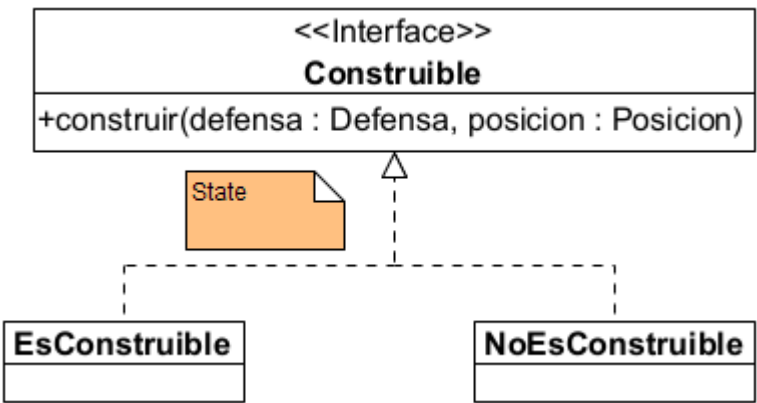 <<Interface>>
Construible
+construir(defensa : Defensa, posicion : Posicion)
State
EsConstruible
NoEsConstruible